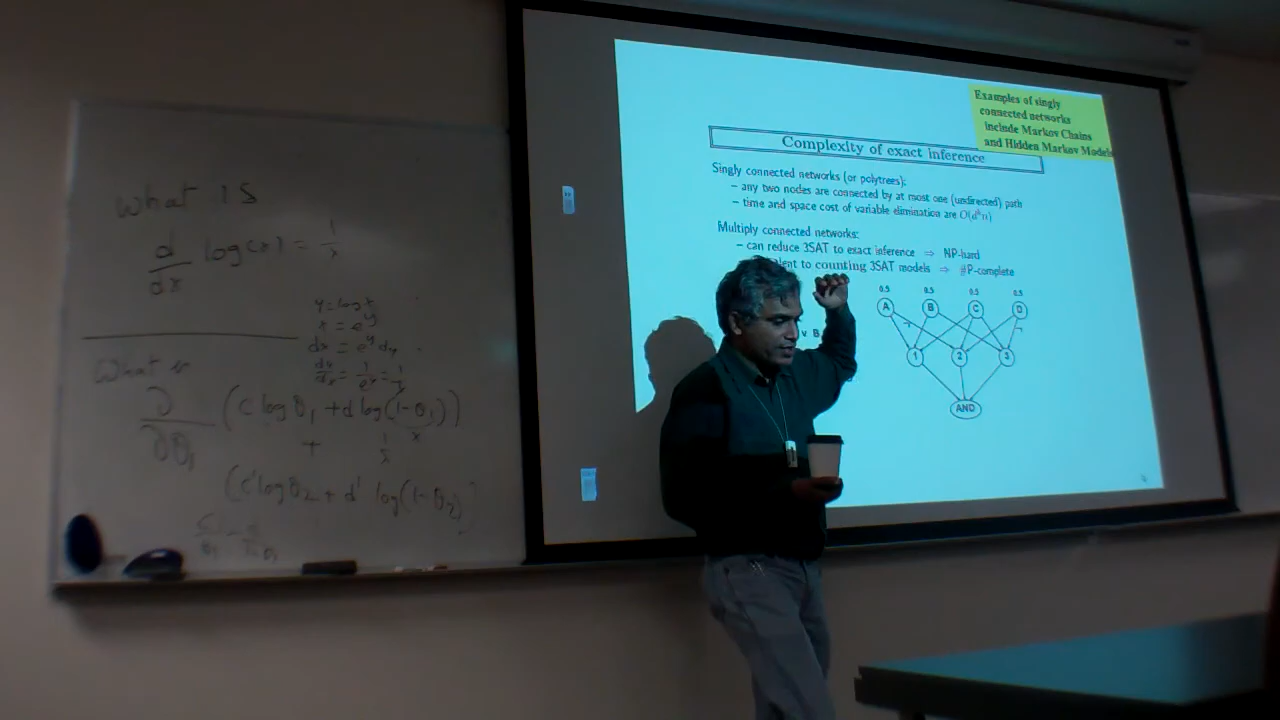 What IS
d/dx log(x) = 1/x
y = log x
x = e^y
dx = e^y dy
dy/dx = 1/e^y = 1/x
What is
∂/∂θ₁ (c log θ₁ + d log(1-θ₁))
+
1/x
x
(c' log θ₂ + d' log(1-θ₂)
Examples of singly
connected networks
include Markov Chains
and Hidden Markov Models
Complexity of exact inference
Singly connected networks (or polytrees):
– any two nodes are connected by at most one (undirected) path
– time and space cost of variable elimination are O(dᵏn)
Multiply connected networks:
– can reduce 3SAT to exact inference ⇒ NP-hard
to counting 3SAT models ⇒ #P-complete
0.5 0.5 0.5 0.5
A B C D
v B
1 2 3
AND